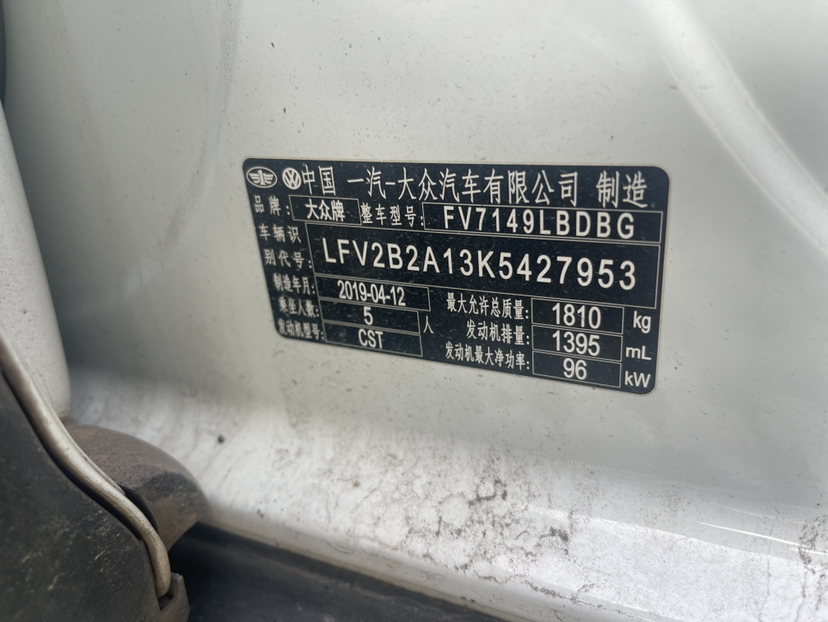 中国 一汽-大众汽车有限公司 制造
品牌: 大众牌 整车型号: FV7149LBDBG
车辆识别代号: LFV2B2A13K5427953
制造年月: 2019-04-12 最大允许总质量: 1810 kg
乘坐人数: 5 人 发动机排量: 1395 mL
发动机型号: CST 发动机最大净功率: 96 kW